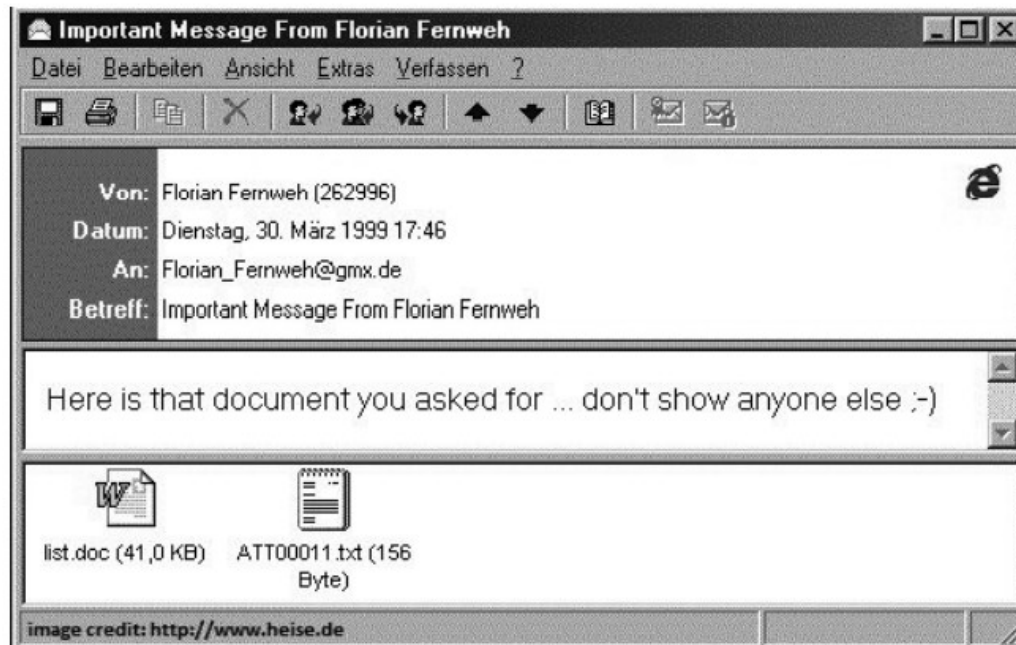 Important Message From Florian Fernweh
Datei Bearbeiten Ansicht Extras Verfassen ?
Von: Florian Fernweh (262996)
Datum: Dienstag, 30. März 1999 17:46
An: Florian_Fernweh@gmx.de
Betreff: Important Message From Florian Fernweh
Here is that document you asked for ... don't show anyone else ;-)
list.doc (41,0 KB) ATT00011.txt (156
Byte)
image credit: http://www.heise.de